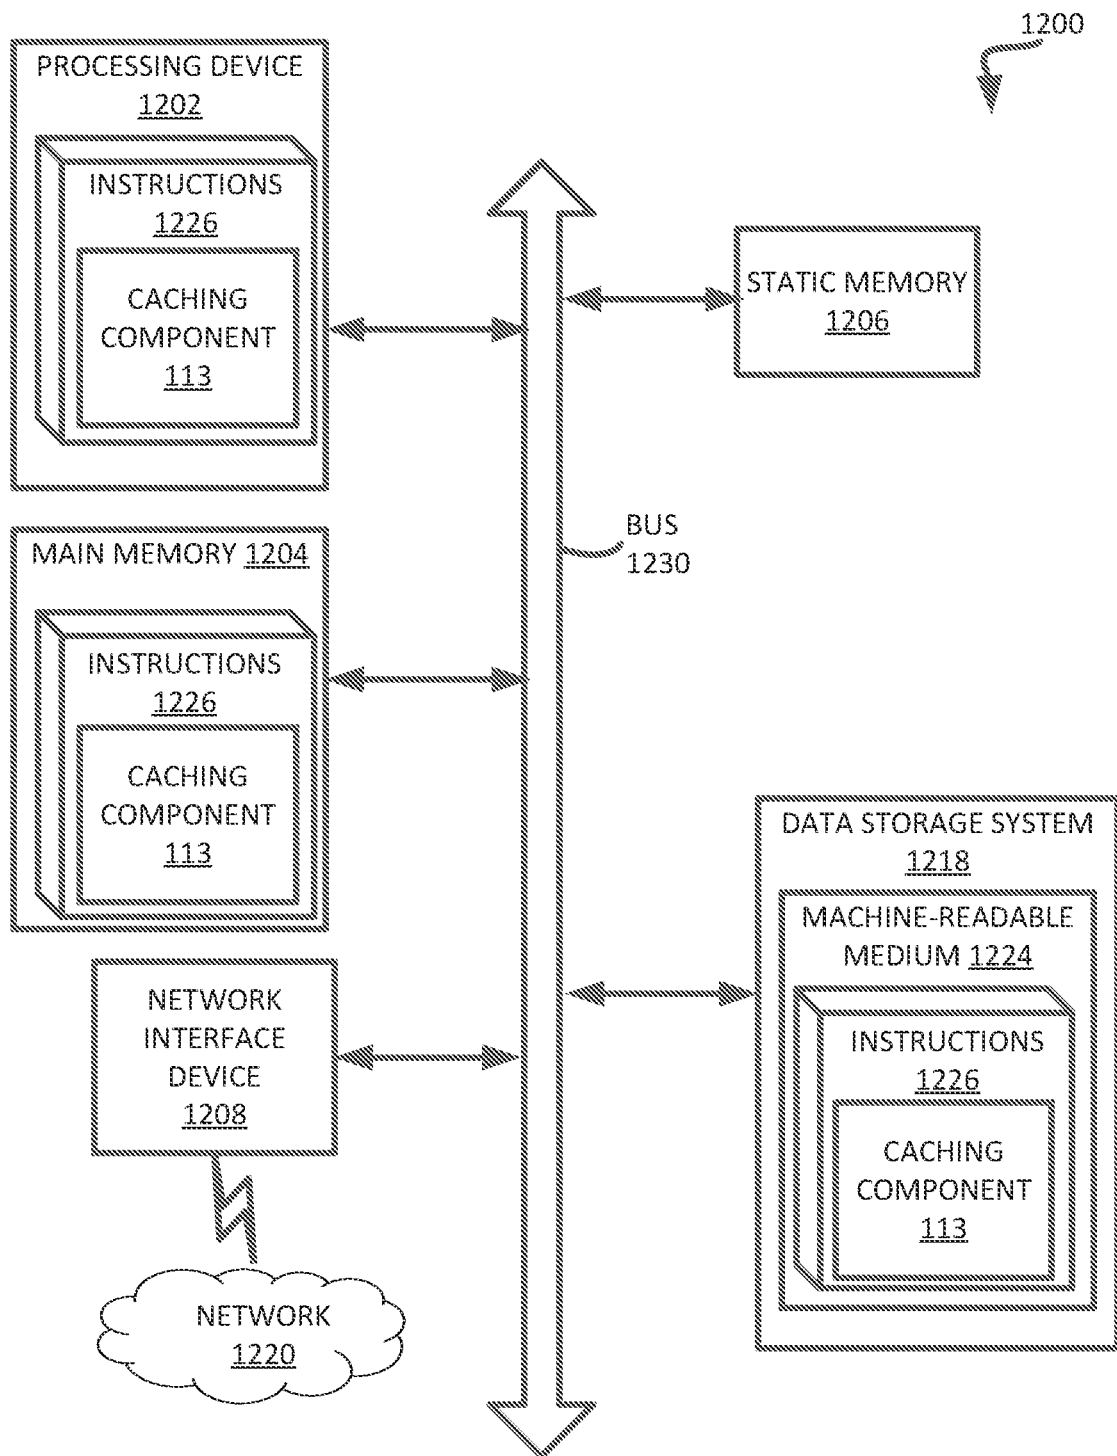 1200
PROCESSING DEVICE
1202
INSTRUCTIONS
1226
CACHING
COMPONENT
113
STATIC MEMORY
1206
BUS
1230
MAIN MEMORY 1204
INSTRUCTIONS
1226
CACHING
COMPONENT
113
DATA STORAGE SYSTEM
1218
MACHINE-READABLE
MEDIUM 1224
INSTRUCTIONS
1226
CACHING
COMPONENT
113
NETWORK
INTERFACE
DEVICE
1208
NETWORK
1220